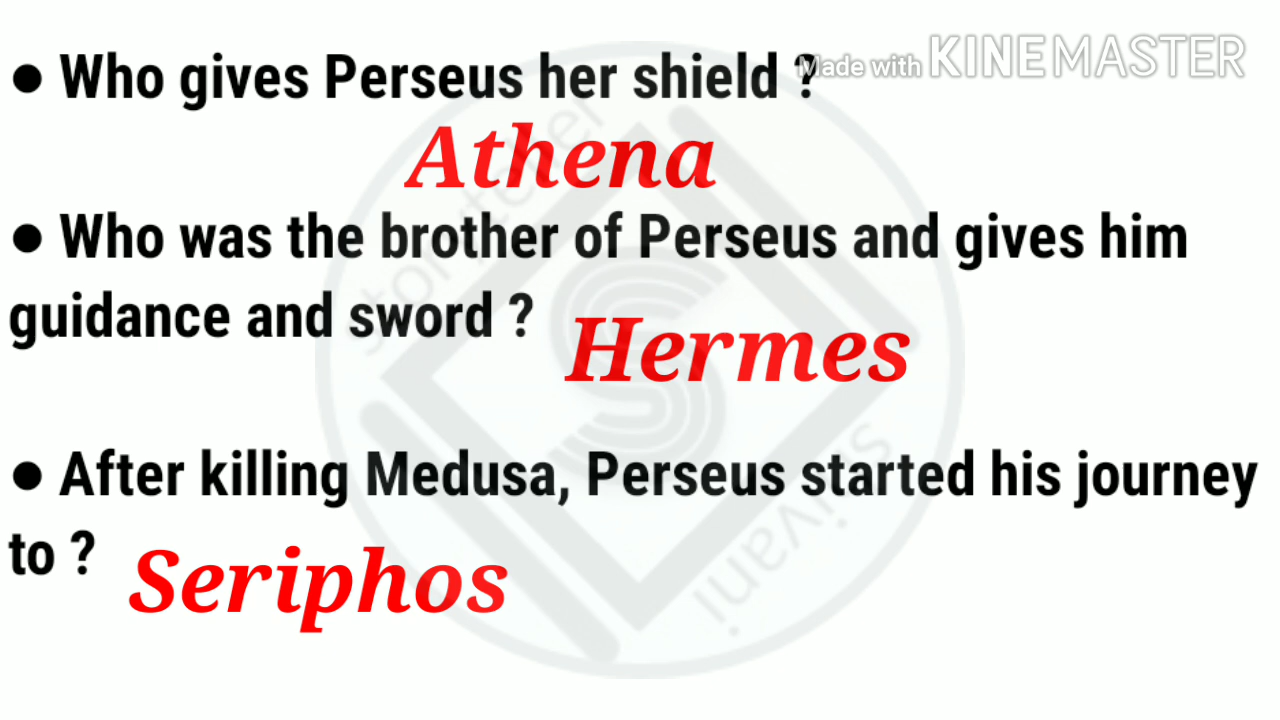 Made with KINEMASTER
● Who gives Perseus her shield ?
Athena
● Who was the brother of Perseus and gives him
guidance and sword ?
Hermes
● After killing Medusa, Perseus started his journey
to ?
Seriphos